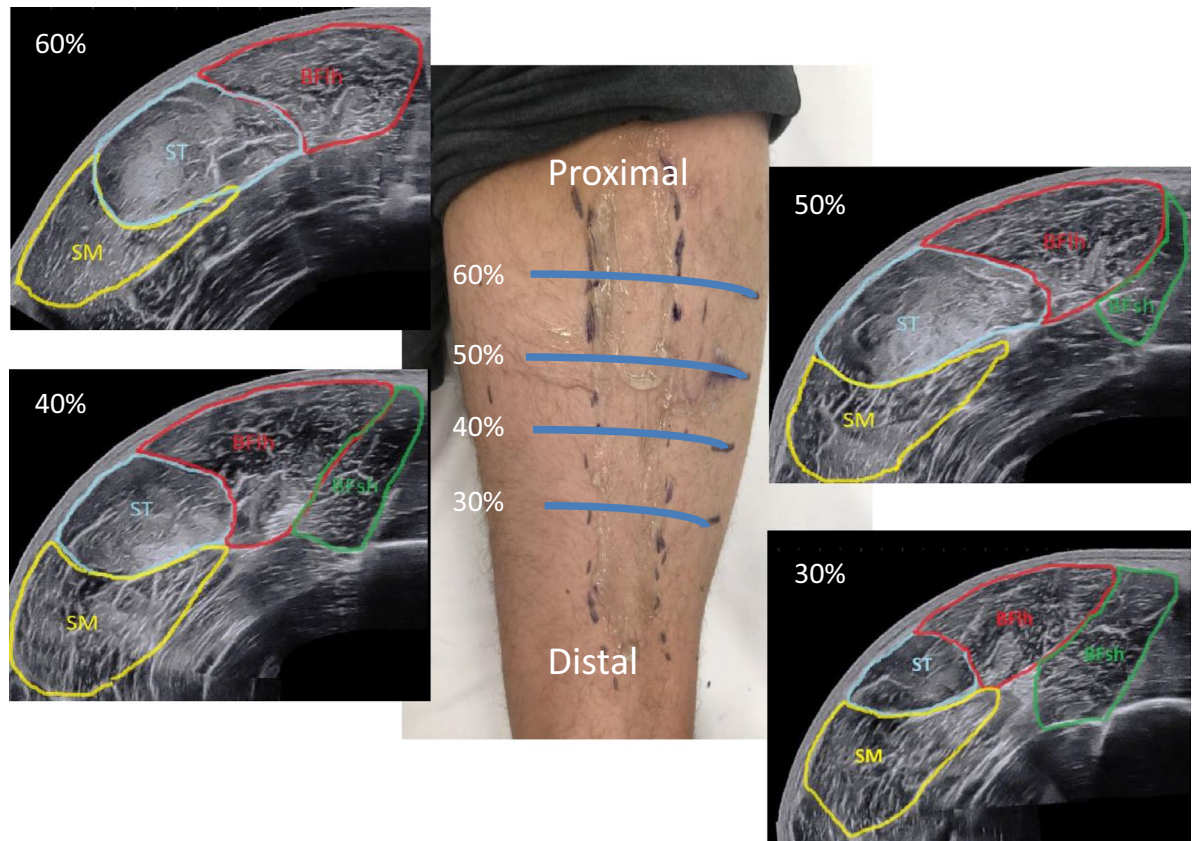 60%
BFlh
ST
SM
40%
BFlh
BFsh
ST
SM
Proximal
60%
50%
40%
30%
Distal
50%
BFlh
BFsh
ST
SM
30%
BFlh
BFsh
ST
SM